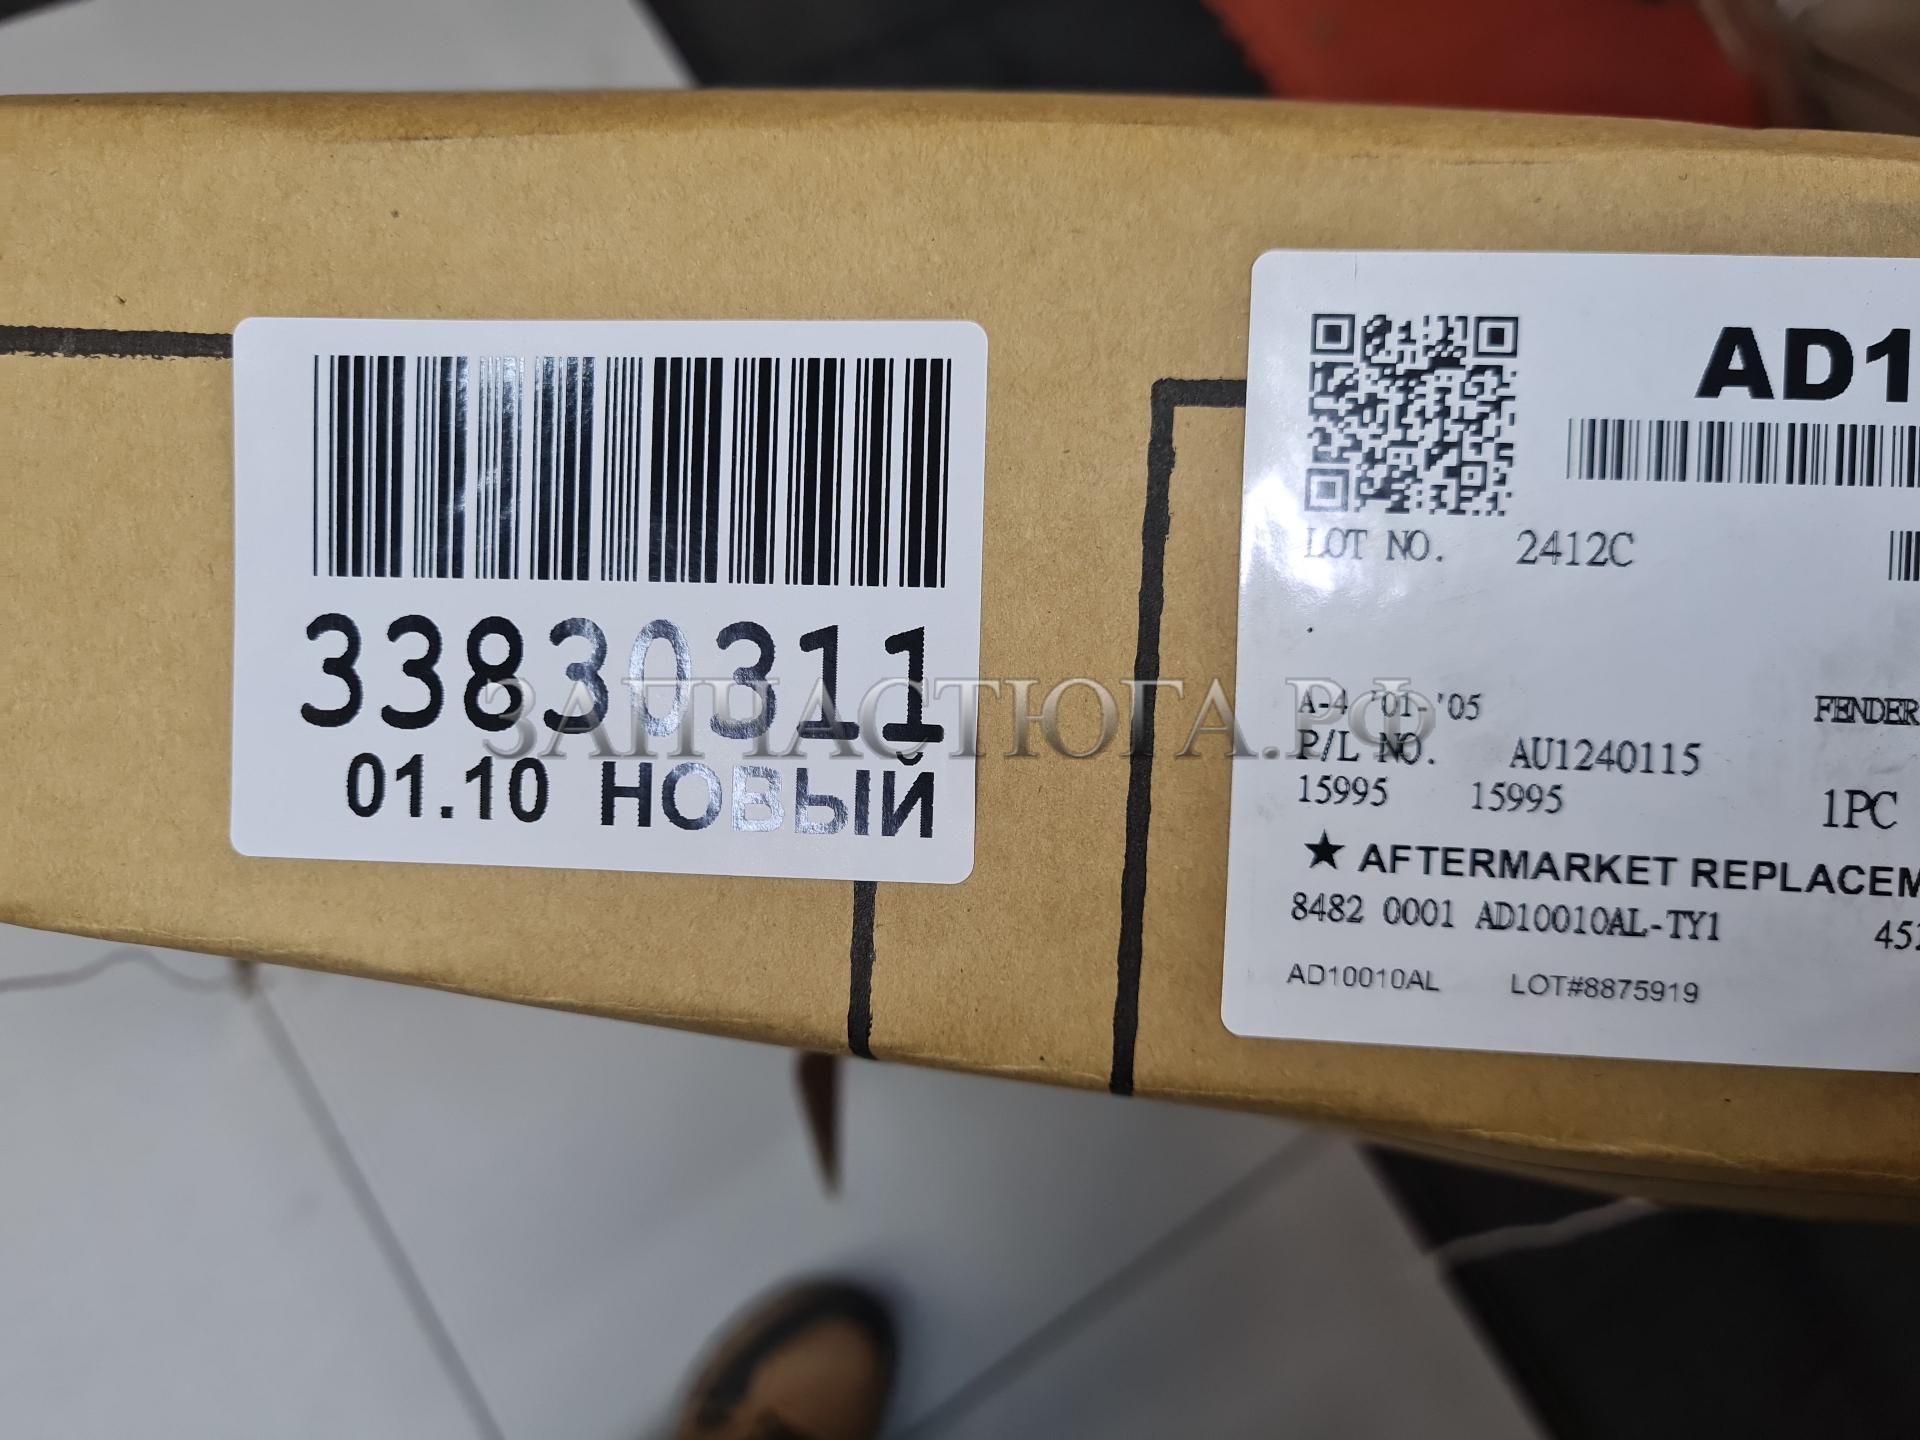 33830311
01.10 НОВЫЙ
ЗАПЧАСТЮГА.РФ
AD1
LOT NO. 2412C
A-4 '01-'05 FENDER
P/L NO. AU1240115
15995 15995 1PC
★ AFTERMARKET REPLACEM
8482 0001 AD10010AL-TY1 452
AD10010AL LOT#8875919